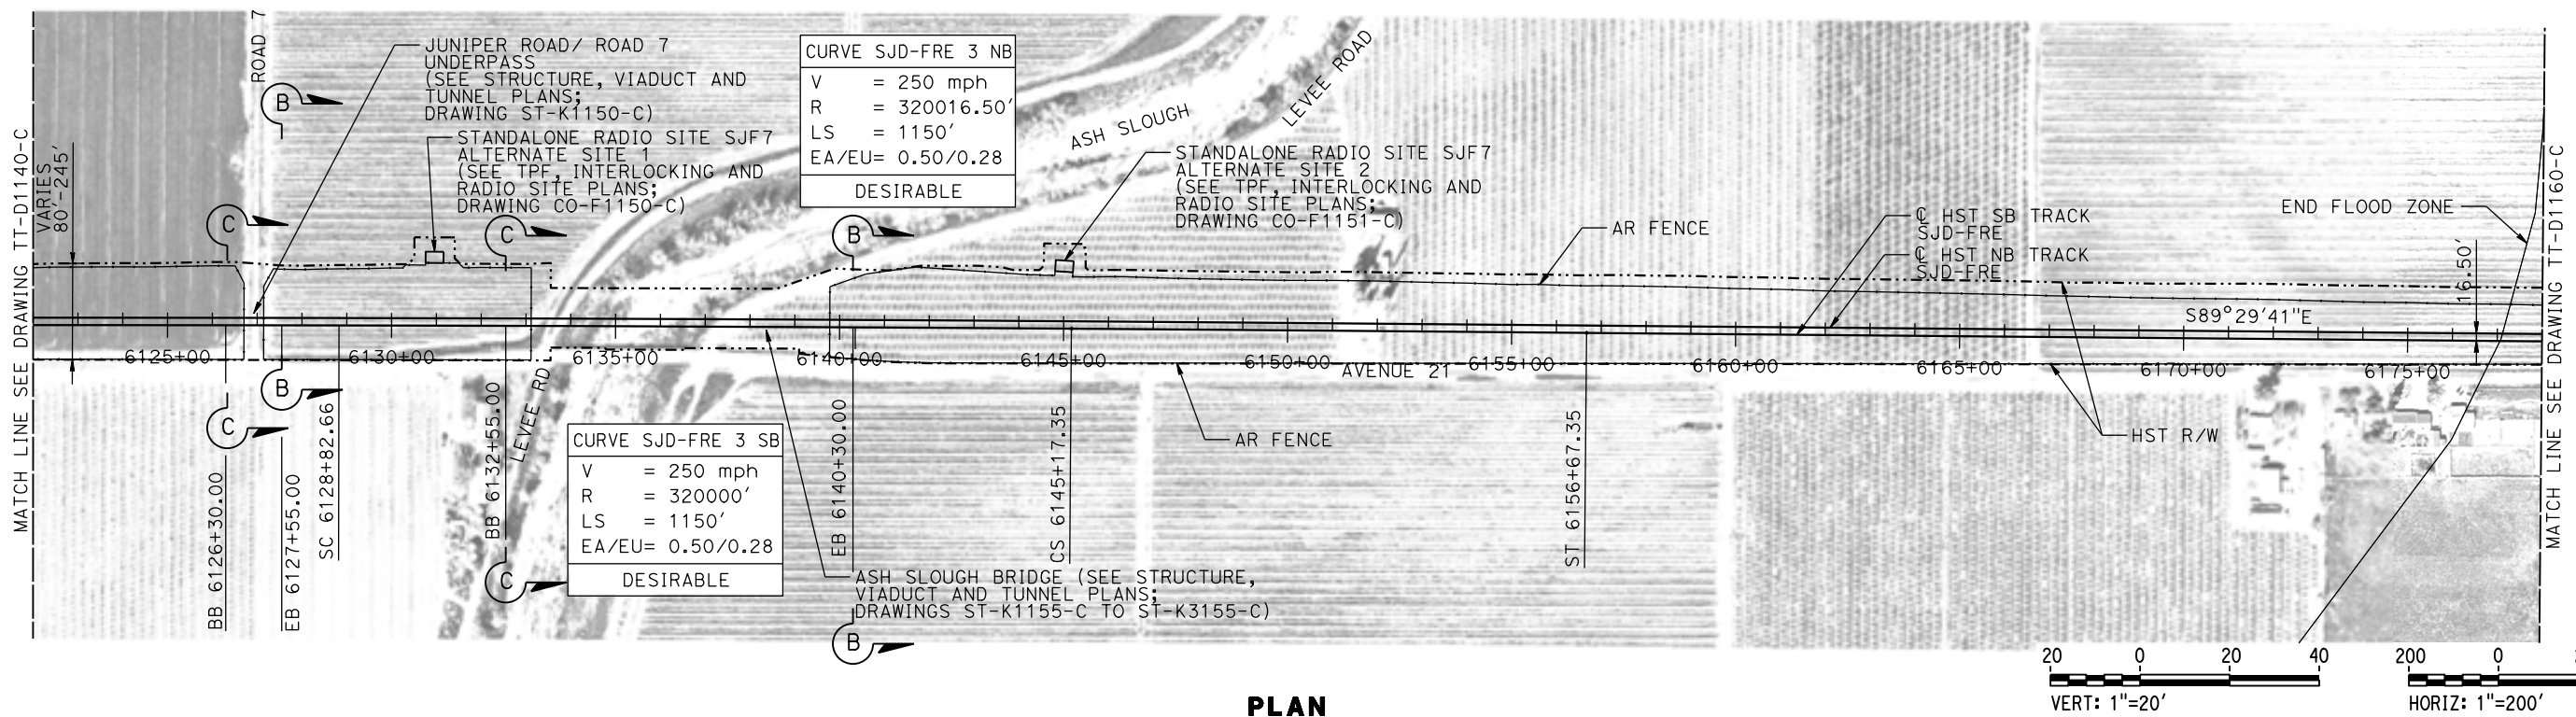 MATCH LINE SEE DRAWING TT-D1140-C
VARIES
80'-245'
ROAD 7
B
JUNIPER ROAD/ ROAD 7
UNDERPASS
(SEE STRUCTURE, VIADUCT AND
TUNNEL PLANS;
DRAWING ST-K1150-C)
STANDALONE RADIO SITE SJF7
ALTERNATE SITE 1
(SEE TPF, INTERLOCKING AND
RADIO SITE PLANS;
DRAWING CO-F1150-C)
C
C
CURVE SJD-FRE 3 NB
V = 250 mph
R = 320016.50'
LS = 1150'
EA/EU= 0.50/0.28
DESIRABLE
ASH SLOUGH
LEVEE ROAD
B
STANDALONE RADIO SITE SJF7
ALTERNATE SITE 2
(SEE TPF, INTERLOCKING AND
RADIO SITE PLANS;
DRAWING CO-F1151-C)
AR FENCE
℄ HST SB TRACK
SJD-FRE
℄ HST NB TRACK
SJD-FRE
END FLOOD ZONE
16.50'
S89°29'41"E
MATCH LINE SEE DRAWING TT-D1160-C
6125+00
6130+00
6135+00
6140+00
6145+00
6150+00
AVENUE 21
6155+00
6160+00
6165+00
6170+00
6175+00
B
C
BB 6126+30.00
EB 6127+55.00
SC 6128+82.66
BB 6132+55.00
LEVEE RD
C
CURVE SJD-FRE 3 SB
V = 250 mph
R = 320000'
LS = 1150'
EA/EU= 0.50/0.28
DESIRABLE
EB 6140+30.00
CS 6145+17.35
AR FENCE
ST 6156+67.35
HST R/W
ASH SLOUGH BRIDGE (SEE STRUCTURE,
VIADUCT AND TUNNEL PLANS;
DRAWINGS ST-K1155-C TO ST-K3155-C)
B
20 0 20 40
VERT: 1"=20'
200 0
HORIZ: 1"=200'
PLAN